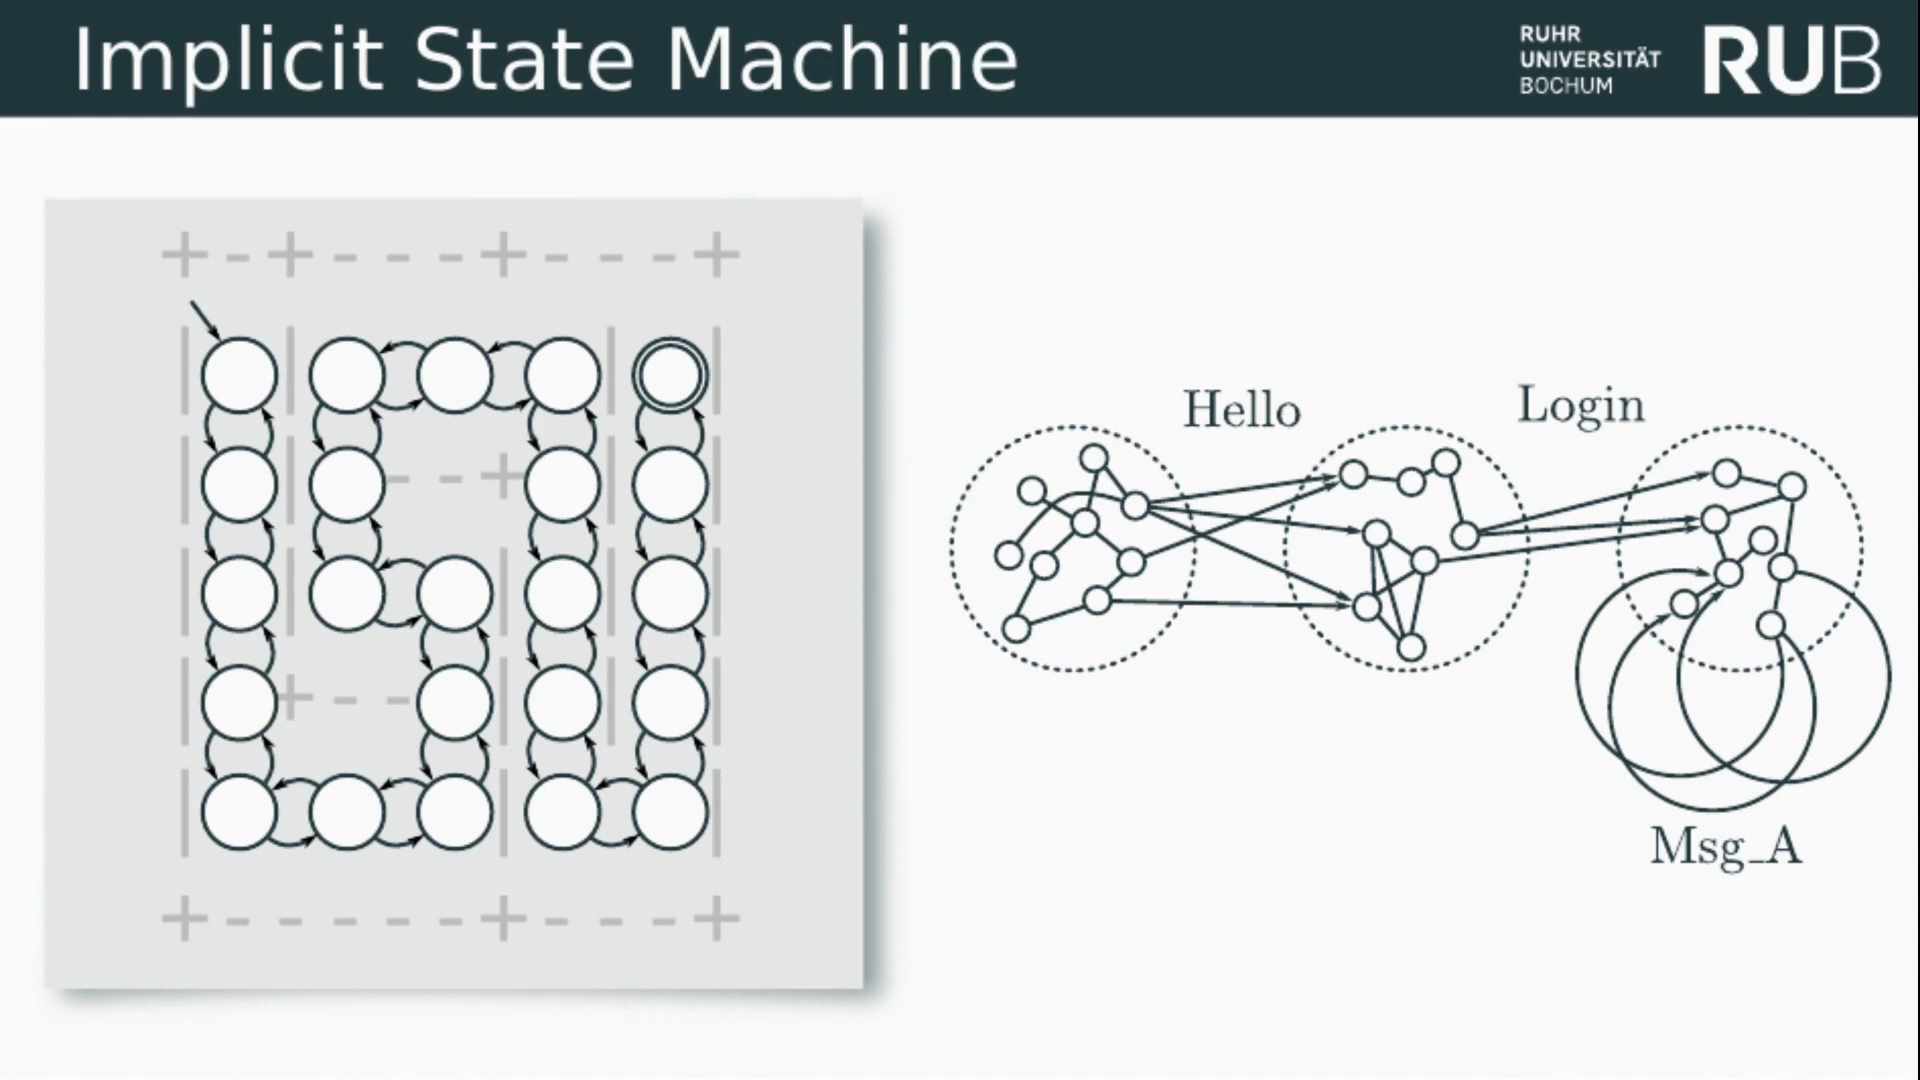 Implicit State Machine
RUHR
UNIVERSITÄT
BOCHUM
RUB
Hello
Login
Msg_A